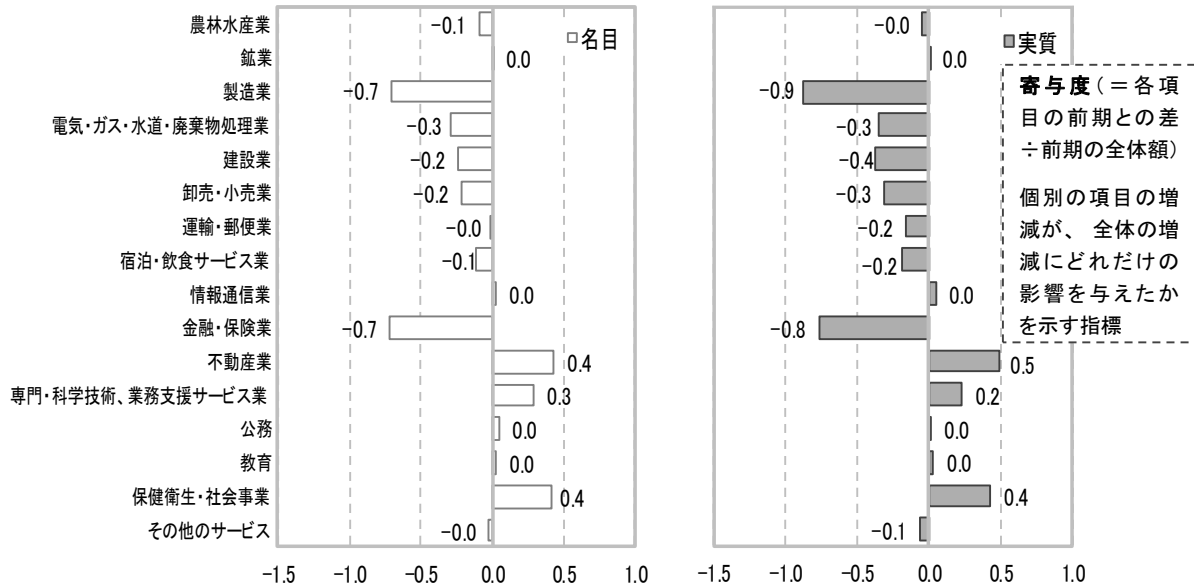 農林水産業
鉱業
製造業
電気・ガス・水道・廃棄物処理業
建設業
卸売・小売業
運輸・郵便業
宿泊・飲食サービス業
情報通信業
金融・保険業
不動産業
専門・科学技術、業務支援サービス業
公務
教育
保健衛生・社会事業
その他のサービス
□名目
-0.1
0.0
-0.7
-0.3
-0.2
-0.2
-0.0
-0.1
0.0
-0.7
0.4
0.3
0.0
0.0
0.4
-0.0
-1.5 -1.0 -0.5 0.0 0.5 1.0
■実質
-0.0
0.0
-0.9
-0.3
-0.4
-0.3
-0.2
-0.2
0.0
-0.8
0.5
0.2
0.0
0.0
0.4
-0.1
-1.5 -1.0 -0.5 0.0 0.5 1.0
寄与度(＝各項
目の前期との差
÷前期の全体額)
個別の項目の増
減が、全体の増
減にどれだけの
影響を与えたか
を示す指標